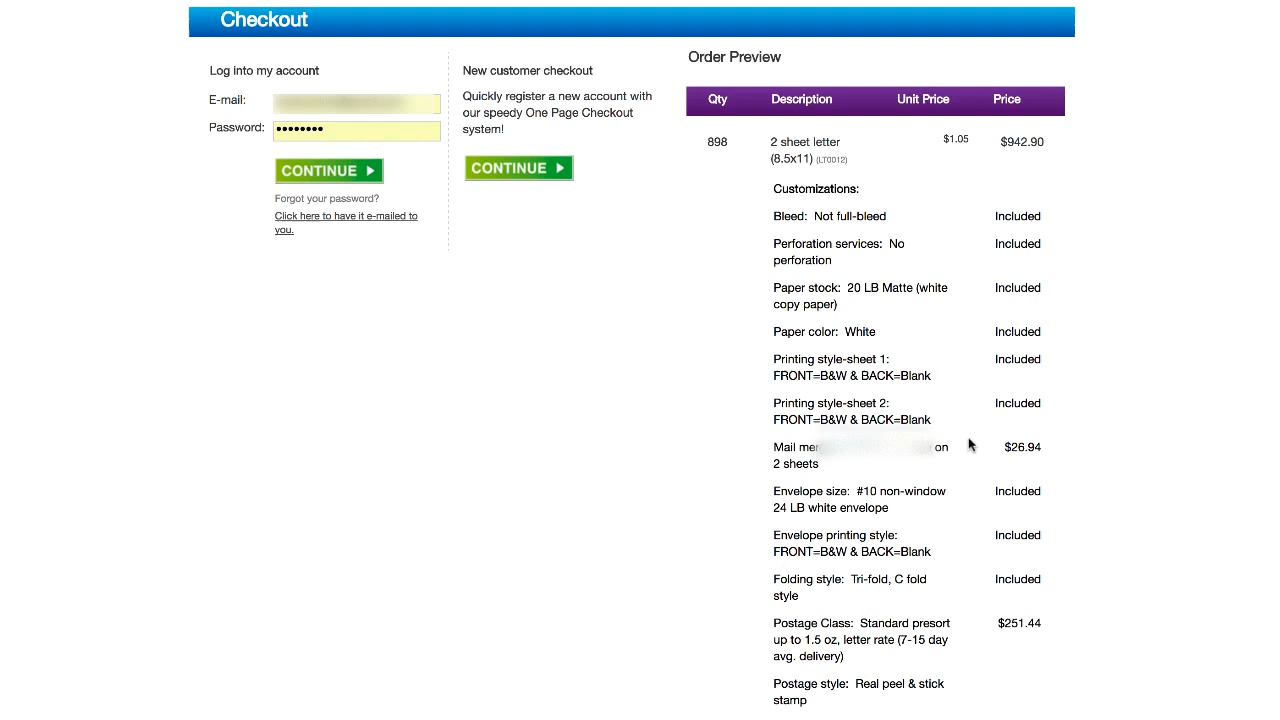 Checkout
Log into my account
E-mail:
Password: ••••••••
CONTINUE
Forgot your password?
Click here to have it e-mailed to
you.
New customer checkout
Quickly register a new account with
our speedy One Page Checkout
system!
CONTINUE
Order Preview
Qty Description Unit Price Price
898 2 sheet letter $1.05 $942.90
(8.5x11) (LT0012)
Customizations:
Bleed: Not full-bleed Included
Perforation services: No Included
perforation
Paper stock: 20 LB Matte (white Included
copy paper)
Paper color: White Included
Printing style-sheet 1: Included
FRONT=B&W & BACK=Blank
Printing style-sheet 2: Included
FRONT=B&W & BACK=Blank
Mail on $26.94
2 sheets
Envelope size: #10 non-window Included
24 LB white envelope
Envelope printing style: Included
FRONT=B&W & BACK=Blank
Folding style: Tri-fold, C fold Included
style
Postage Class: Standard presort $251.44
up to 1.5 oz, letter rate (7-15 day
avg. delivery)
Postage style: Real peel & stick
stamp